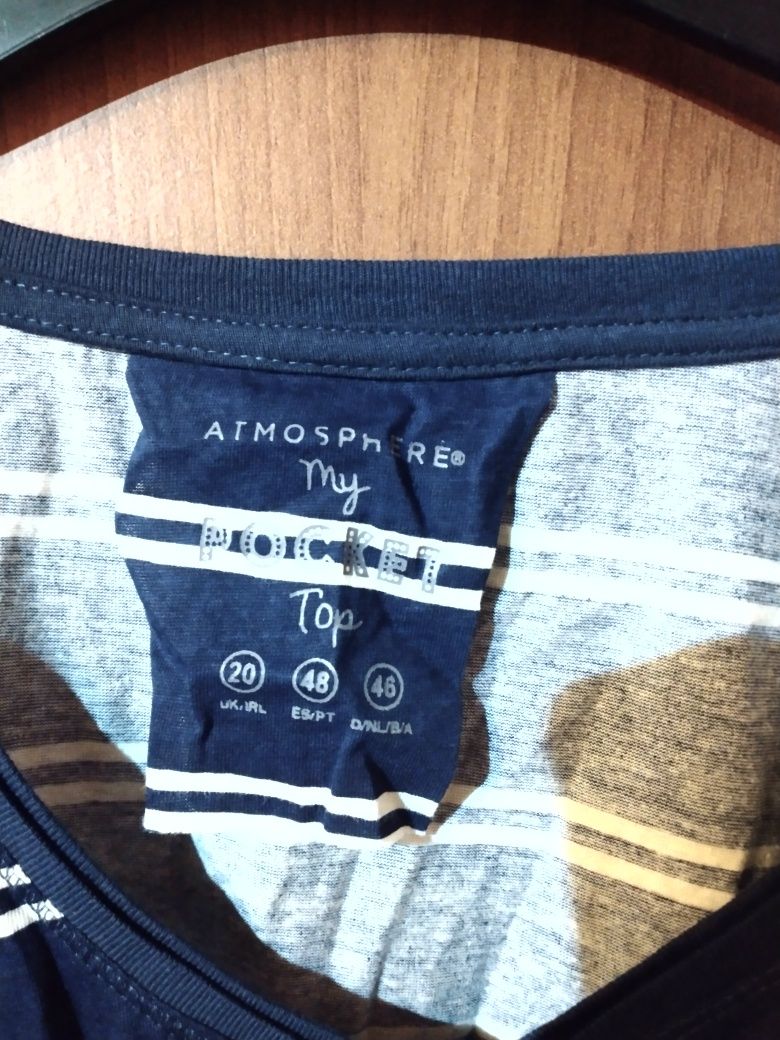 ATMOSPHERE®
My
POCKET
Top
20 48 46
UK/IRL ES/PT D/NL/B/A